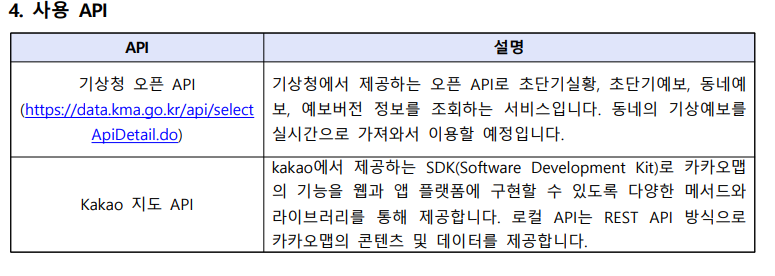 4. 사용 API
API
설명
기상청 오픈 API
(https://data.kma.go.kr/api/select
ApiDetail.do)
기상청에서 제공하는 오픈 API로 초단기실황, 초단기예보, 동네예
보, 예보버전 정보를 조회하는 서비스입니다. 동네의 기상예보를
실시간으로 가져와서 이용할 예정입니다.
Kakao 지도 API
kakao에서 제공하는 SDK(Software Development Kit)로 카카오맵
의 기능을 웹과 앱 플랫폼에 구현할 수 있도록 다양한 메서드와
라이브러리를 통해 제공합니다. 로컬 API는 REST API 방식으로
카카오맵의 콘텐츠 및 데이터를 제공합니다.